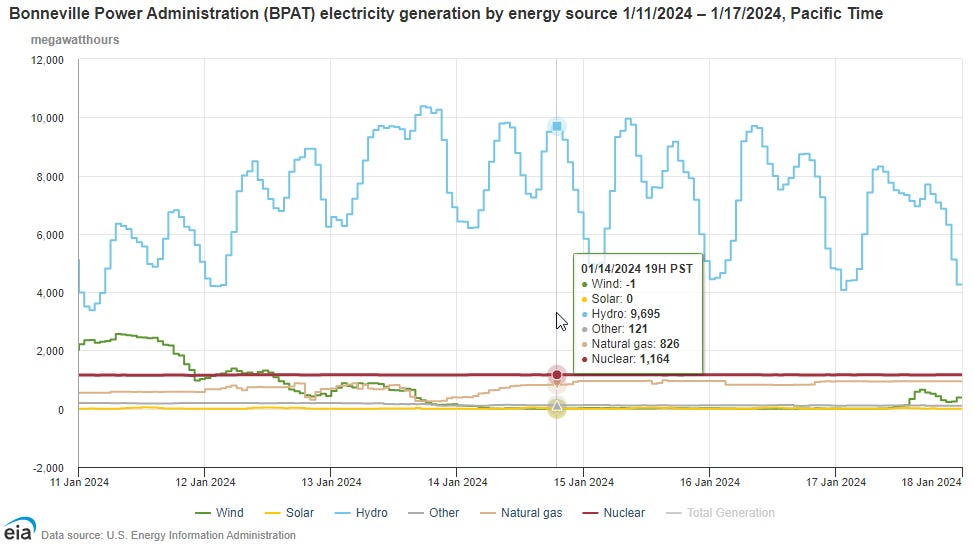 Bonneville Power Administration (BPAT) electricity generation by energy source 1/11/2024 – 1/17/2024, Pacific Time
megawatthours
12,000
10,000
8,000
6,000
4,000
2,000
0
-2,000
01/14/2024 19H PST
Wind: -1
Solar: 0
Hydro: 9,695
Other: 121
Natural gas: 826
Nuclear: 1,164
11 Jan 2024 12 Jan 2024 13 Jan 2024 14 Jan 2024 15 Jan 2024 16 Jan 2024 17 Jan 2024 18 Jan 2024
Wind Solar Hydro Other Natural gas Nuclear Total Generation
eia Data source: U.S. Energy Information Administration